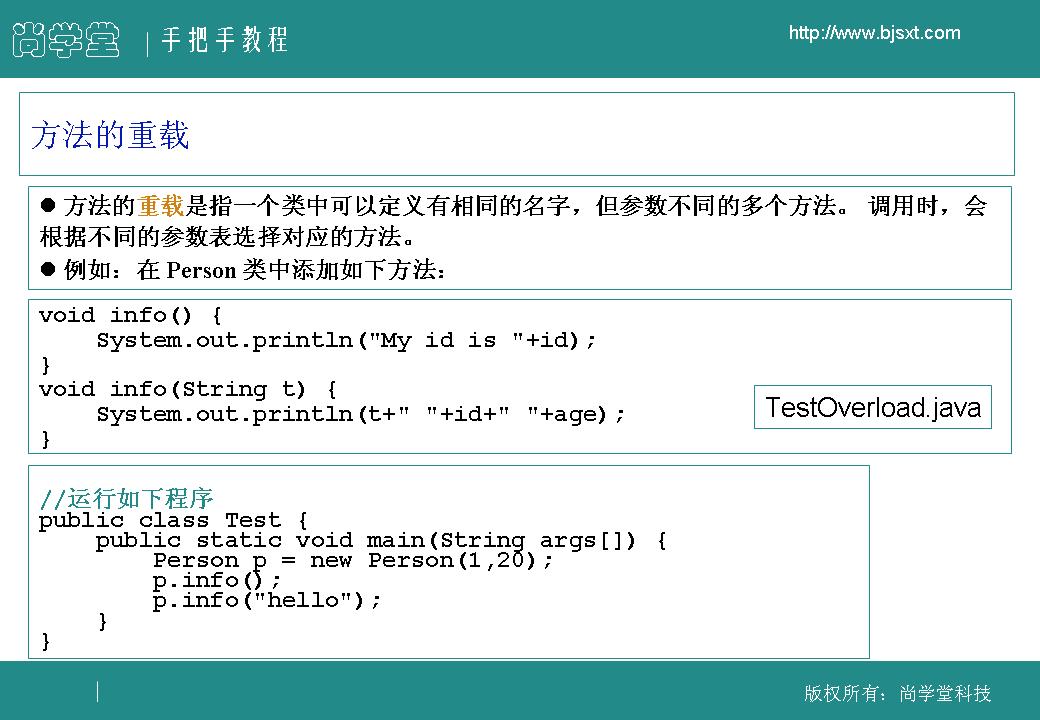 尚学堂 | 手把手教程
http://www.bjsxt.com
方法的重载
● 方法的重载是指一个类中可以定义有相同的名字，但参数不同的多个方法。 调用时，会
根据不同的参数表选择对应的方法。
● 例如：在 Person 类中添加如下方法：
void info() {
    System.out.println("My id is "+id);
}
void info(String t) {
    System.out.println(t+" "+id+" "+age);
}
TestOverload.java
//运行如下程序
public class Test {
    public static void main(String args[]) {
        Person p = new Person(1,20);
        p.info();
        p.info("hello");
    }
}
版权所有：尚学堂科技